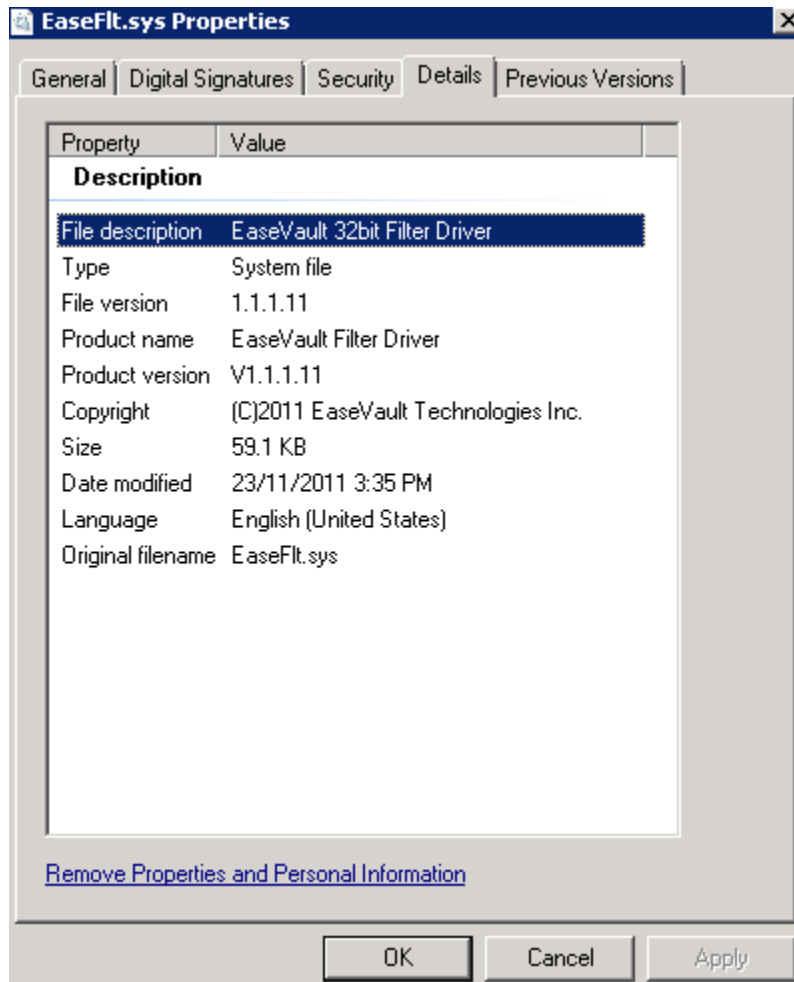 EaseFlt.sys Properties
General Digital Signatures Security Details Previous Versions
Property Value
Description
File description EaseVault 32bit Filter Driver
Type System file
File version 1.1.1.11
Product name EaseVault Filter Driver
Product version V1.1.1.11
Copyright (C)2011 EaseVault Technologies Inc.
Size 59.1 KB
Date modified 23/11/2011 3:35 PM
Language English (United States)
Original filename EaseFlt.sys
Remove Properties and Personal Information
OK Cancel Apply